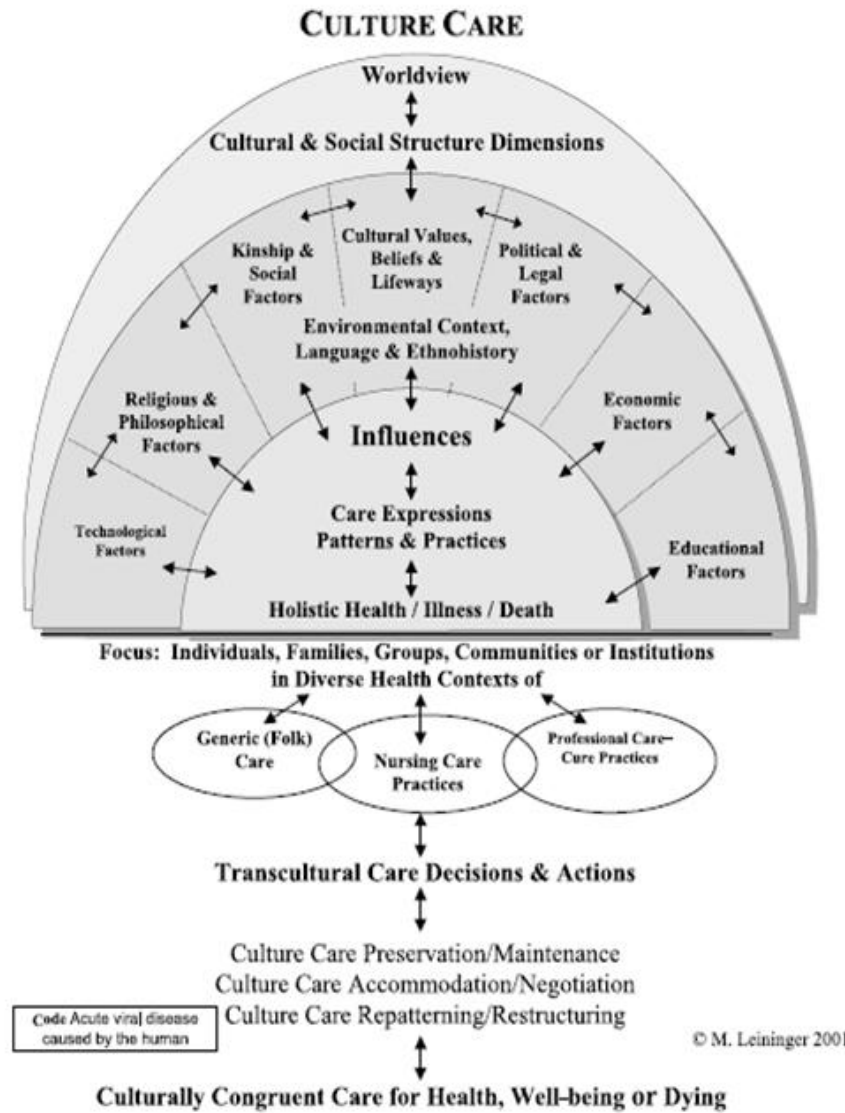 CULTURE CARE
Worldview
Cultural & Social Structure Dimensions
Kinship &
Social
Factors
Cultural Values,
Beliefs &
Lifeways
Political &
Legal
Factors
Environmental Context,
Language & Ethnohistory
Religious &
Philosophical
Factors
Economic
Factors
Influences
Technological
Factors
Care Expressions
Patterns & Practices
Educational
Factors
Holistic Health / Illness / Death
Focus: Individuals, Families, Groups, Communities or Institutions
in Diverse Health Contexts of
Generic (Folk)
Care
Nursing Care
Practices
Professional Care–
Cure Practices
Transcultural Care Decisions & Actions
Culture Care Preservation/Maintenance
Culture Care Accommodation/Negotiation
Culture Care Repatterning/Restructuring
Code Acute viral disease
caused by the human
© M. Leininger 2001
Culturally Congruent Care for Health, Well-being or Dying